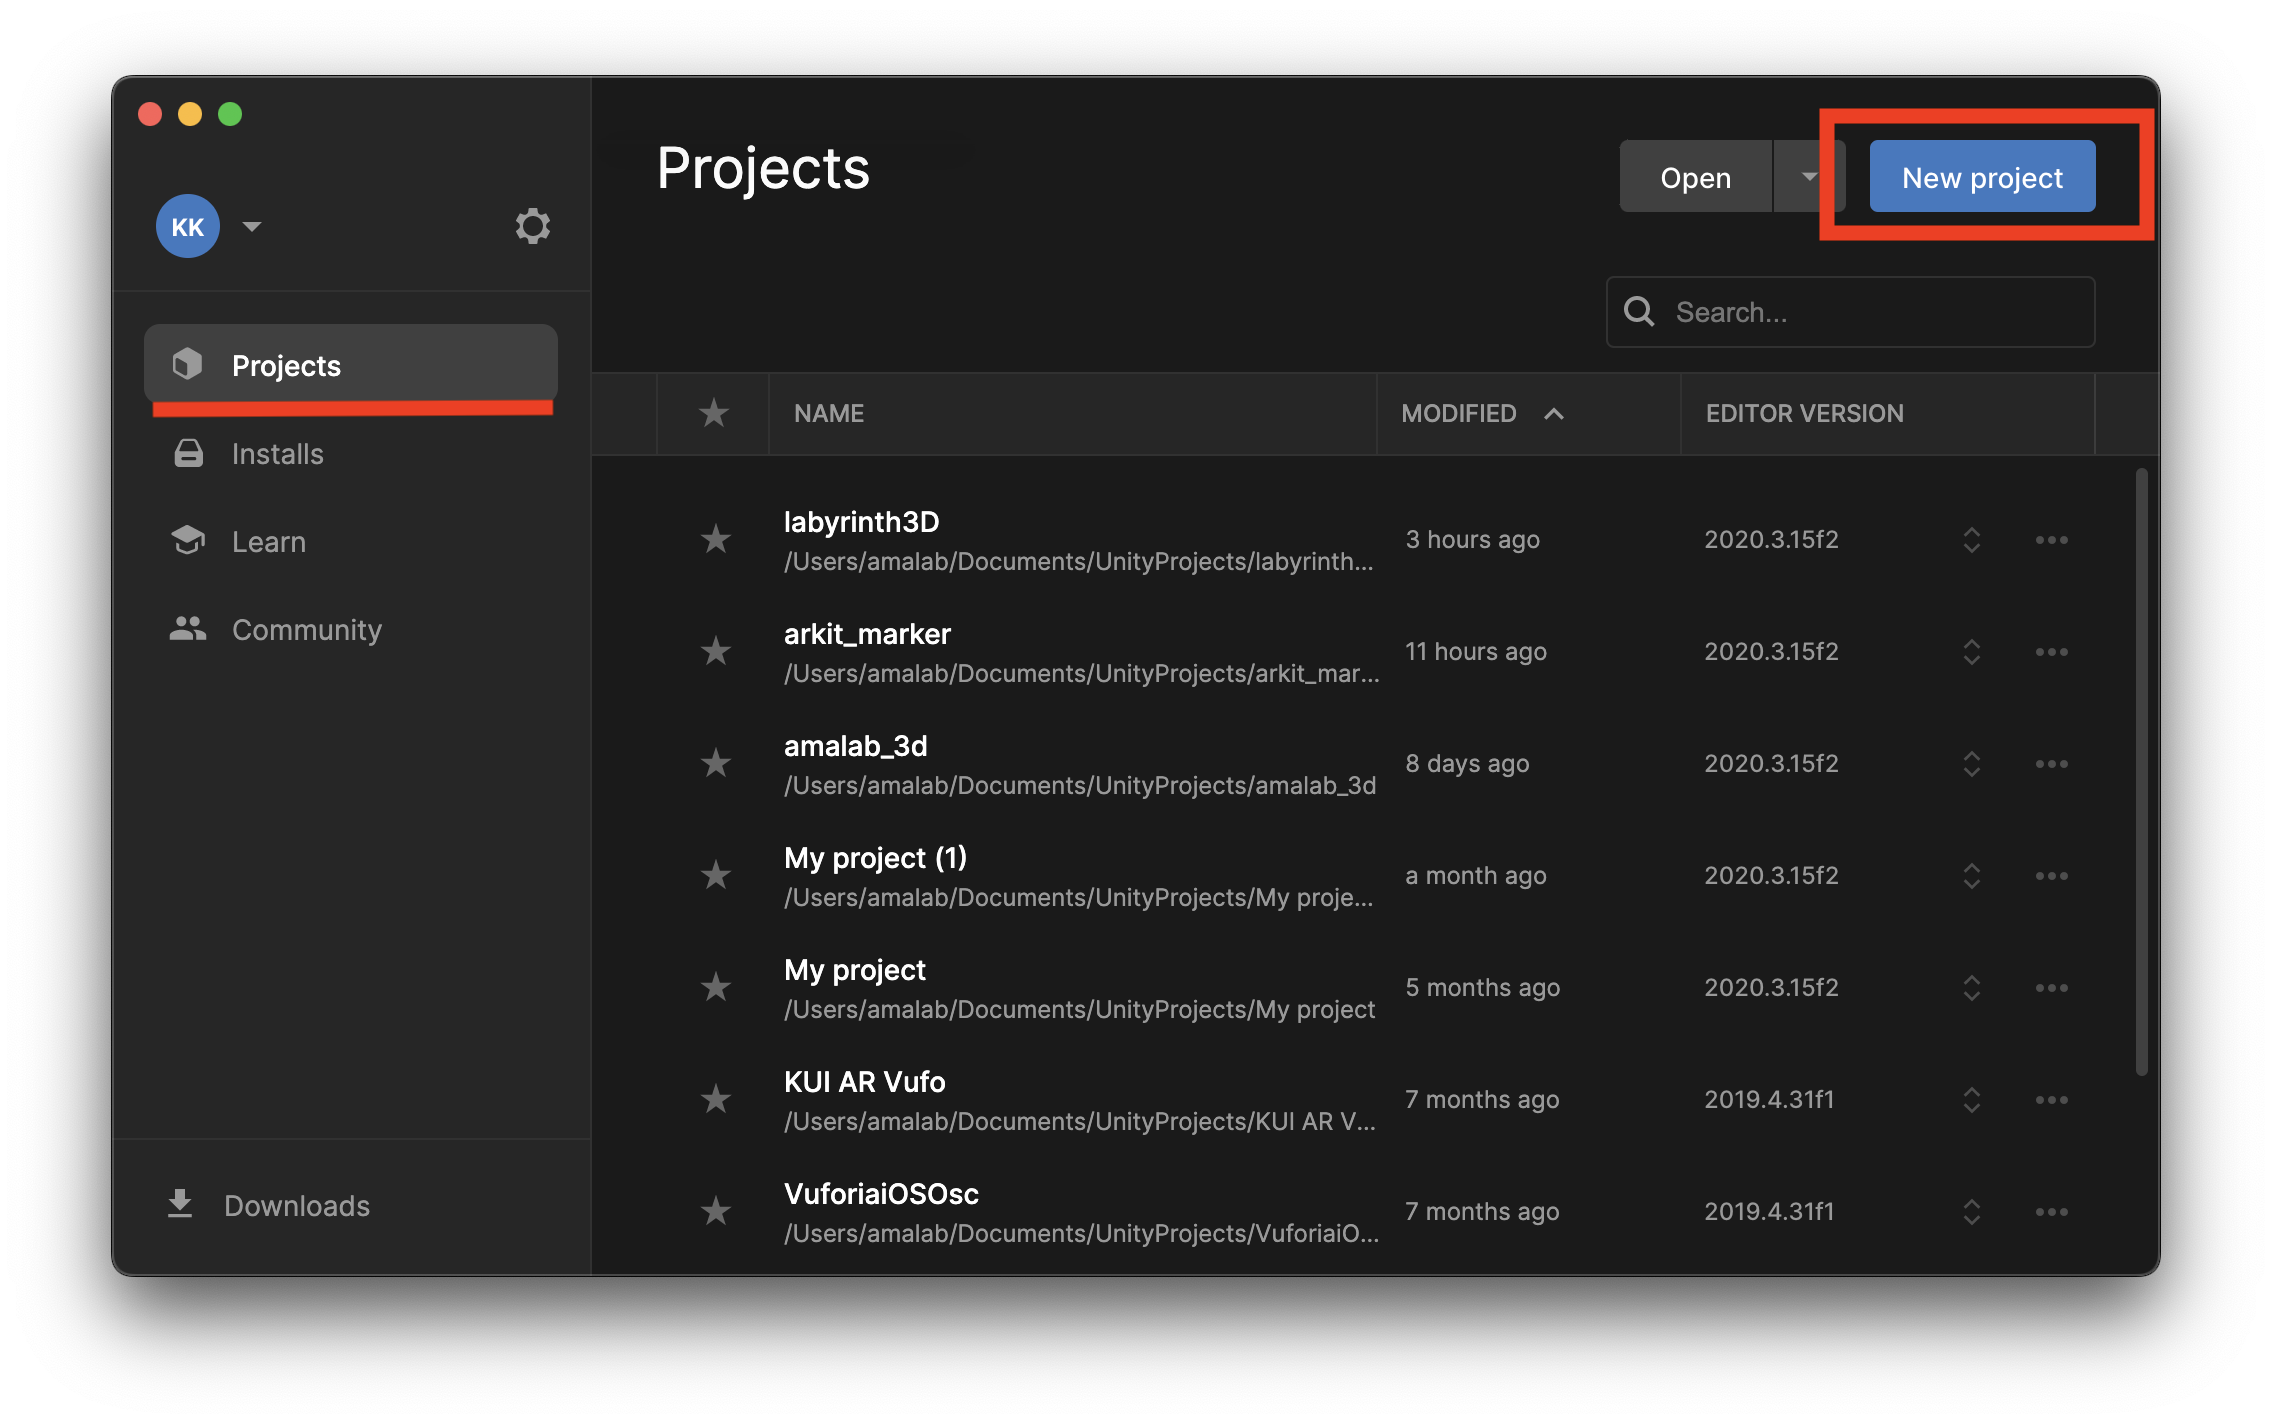 KK
Projects
Installs
Learn
Community
Downloads
Projects
Open
New project
Search...
NAME
MODIFIED
EDITOR VERSION
labyrinth3D
/Users/amalab/Documents/UnityProjects/labyrinth...
3 hours ago
2020.3.15f2
arkit_marker
/Users/amalab/Documents/UnityProjects/arkit_mar...
11 hours ago
2020.3.15f2
amalab_3d
/Users/amalab/Documents/UnityProjects/amalab_3d
8 days ago
2020.3.15f2
My project (1)
/Users/amalab/Documents/UnityProjects/My proje...
a month ago
2020.3.15f2
My project
/Users/amalab/Documents/UnityProjects/My project
5 months ago
2020.3.15f2
KUI AR Vufo
/Users/amalab/Documents/UnityProjects/KUI AR V...
7 months ago
2019.4.31f1
VuforiaiOSOsc
/Users/amalab/Documents/UnityProjects/VuforiaiO...
7 months ago
2019.4.31f1